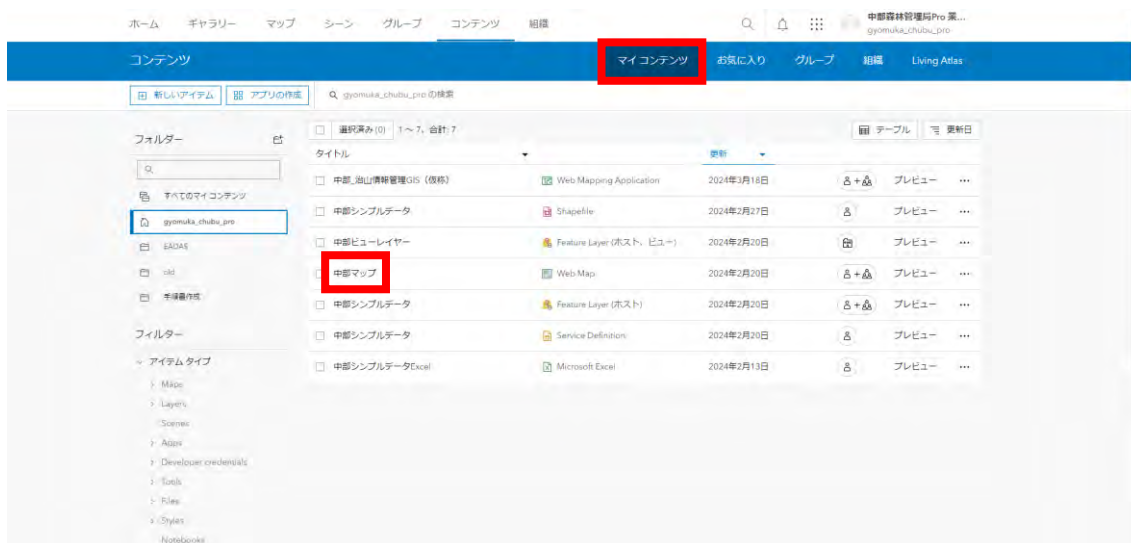 ホーム ギャラリー マップ シーン グループ コンテンツ 組織 中部森林管理局Pro 業...
gyomuka_chubu_pro
コンテンツ マイ コンテンツ お気に入り グループ 組織 Living Atlas
新しいアイテム アプリの作成 gyomuka_chubu_pro の検索
フォルダー
選択済み (0) 1～7、合計: 7 テーブル 更新日
タイトル 更新
すべてのマイ コンテンツ
gyomuka_chubu_pro
EADAS
old
手順書作成
中部_治山情報管理GIS（仮称） Web Mapping Application 2024年3月18日 プレビュー ...
中部シンプルデータ Shapefile 2024年2月27日 プレビュー ...
中部ビューレイヤー Feature Layer (ホスト、ビュー) 2024年2月20日 プレビュー ...
中部マップ Web Map 2024年2月20日 プレビュー ...
中部シンプルデータ Feature Layer (ホスト) 2024年2月20日 プレビュー ...
中部シンプルデータ Service Definition 2024年2月20日 プレビュー ...
中部シンプルデータExcel Microsoft Excel 2024年2月13日 プレビュー ...
フィルター
アイテム タイプ
Maps
Layers
Scenes
Apps
Developer credentials
Tools
Files
Styles
Notebooks